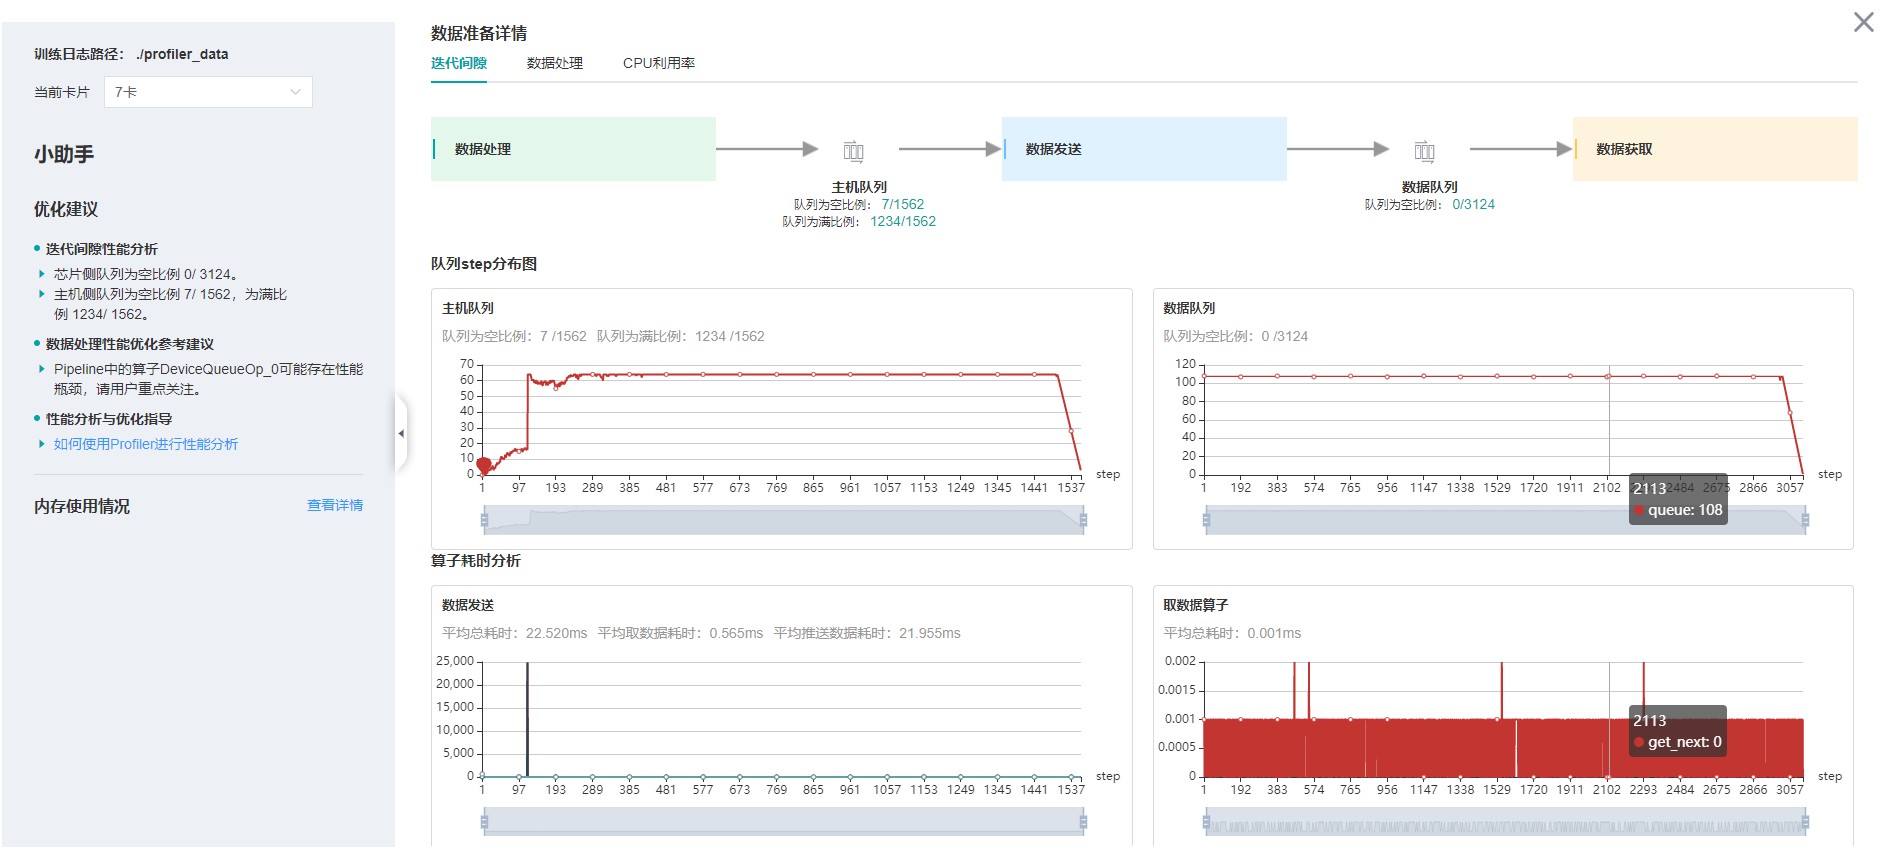 训练日志路径： ./profiler_data
当前卡片 7卡
小助手
优化建议
迭代间隙性能分析
芯片侧队列为空比例 0/ 3124。
主机侧队列为空比例 7/ 1562，为满比
例 1234/ 1562。
数据处理性能优化参考建议
Pipeline中的算子DeviceQueueOp_0可能存在性能
瓶颈，请用户重点关注。
性能分析与优化指导
如何使用Profiler进行性能分析
内存使用情况 查看详情
数据准备详情
迭代间隙 数据处理 CPU利用率
数据处理 数据发送 数据获取
主机队列
队列为空比例： 7/1562
队列为满比例： 1234/1562
数据队列
队列为空比例： 0/3124
队列step分布图
主机队列
队列为空比例：7 /1562 队列为满比例：1234 /1562
70
60
50
40
30
20
10
0
step
1 97 193 289 385 481 577 673 769 865 961 1057 1153 1249 1345 1441 1537
数据队列
队列为空比例：0 /3124
120
100
80
60
40
20
0
step
1 192 383 574 765 956 1147 1338 1529 1720 1911 2102 2484 2675 2866 3057
2113
queue: 108
算子耗时分析
数据发送
平均总耗时：22.520ms 平均取数据耗时：0.565ms 平均推送数据耗时：21.955ms
25,000
20,000
15,000
10,000
5,000
0
step
1 97 193 289 385 481 577 673 769 865 961 1057 1153 1249 1345 1441 1537
取数据算子
平均总耗时：0.001ms
0.002
0.0015
0.001
0.0005
0
step
1 192 383 574 765 956 1147 1338 1529 1720 1911 2102 2293 2484 2675 2866 3057
2113
get_next: 0